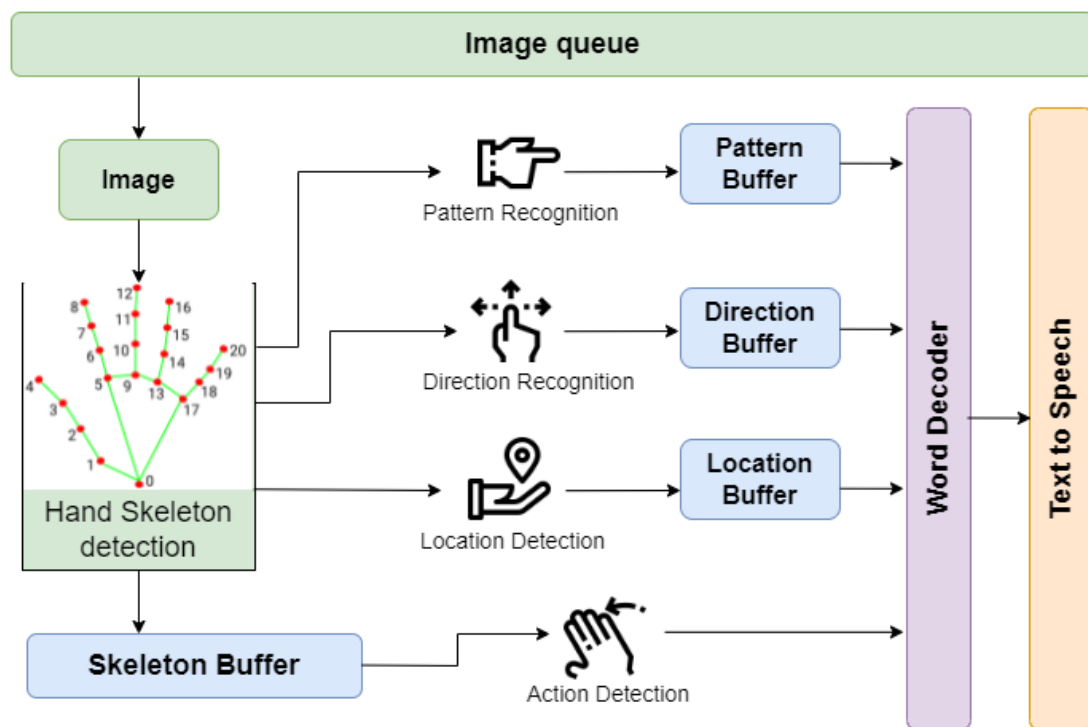 Image queue
Image
Pattern Recognition
Pattern
Buffer
12
8
16
7
11
15
6
10
14
20
4
5
9
13
19
18
3
17
2
1
0
Hand Skeleton
detection
Direction Recognition
Direction
Buffer
Location Detection
Location
Buffer
Skeleton Buffer
Action Detection
Word Decoder
Text to Speech